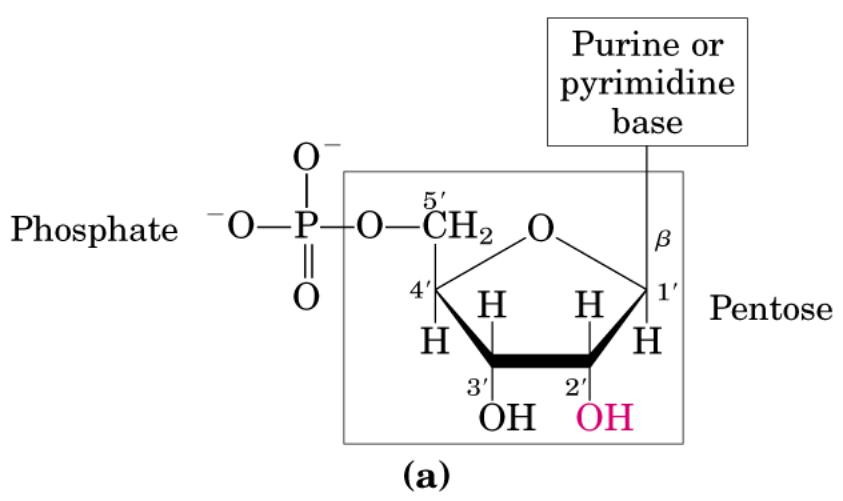 Purine or
pyrimidine
base
O⁻
Phosphate ⁻O—P—O—CH₂ O
5′
β
O
4′ 1′
H H
Pentose
H H
3′ 2′
OH OH
(a)